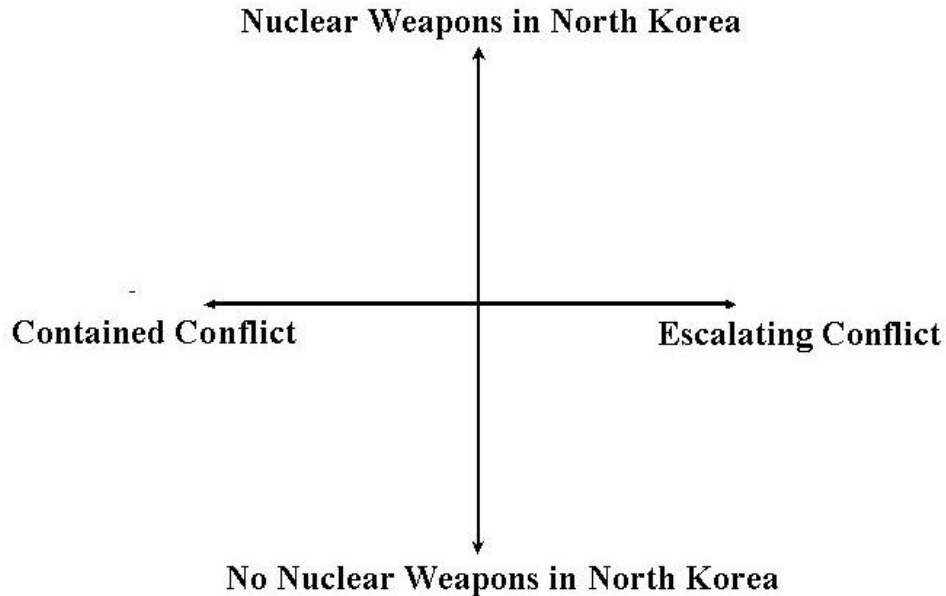 Nuclear Weapons in North Korea
Contained Conflict
Escalating Conflict
No Nuclear Weapons in North Korea